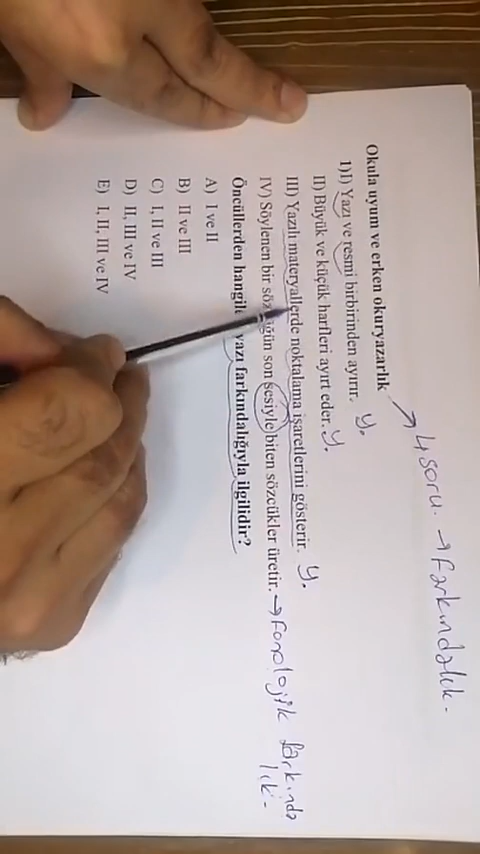 4 soru. → Farkındalık.
Okula uyum ve erken okuryazarlık
1)I) Yazı ve resmi birbirinden ayırır. Y.
II) Büyük ve küçük harfleri ayırt eder. Y.
III) Yazılı materyallerde noktalama işaretlerini gösterir. Y.
IV) Söylenen bir sözcüğün son sesiyle biten sözcükler üretir. → Fonolojik farkındalık.
Öncüllerden yazı farkındalığıyla ilgilidir?
A) I ve II
B) II ve III
C) I, II ve III
D) II, III ve IV
E) I, II, III ve IV